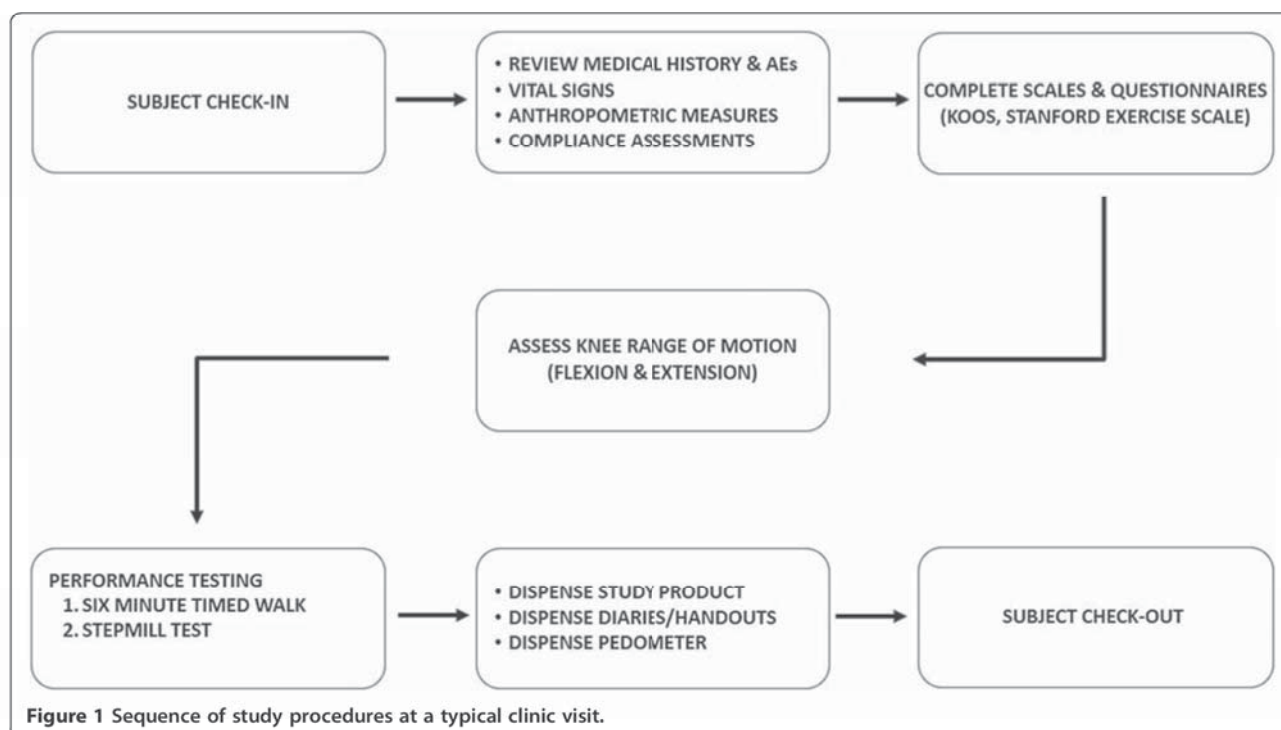 SUBJECT CHECK-IN
• REVIEW MEDICAL HISTORY & AEs
• VITAL SIGNS
• ANTHROPOMETRIC MEASURES
• COMPLIANCE ASSESSMENTS
COMPLETE SCALES & QUESTIONNAIRES
(KOOS, STANFORD EXERCISE SCALE)
ASSESS KNEE RANGE OF MOTION
(FLEXION & EXTENSION)
PERFORMANCE TESTING
1. SIX MINUTE TIMED WALK
2. STEPMILL TEST
• DISPENSE STUDY PRODUCT
• DISPENSE DIARIES/HANDOUTS
• DISPENSE PEDOMETER
SUBJECT CHECK-OUT
Figure 1 Sequence of study procedures at a typical clinic visit.